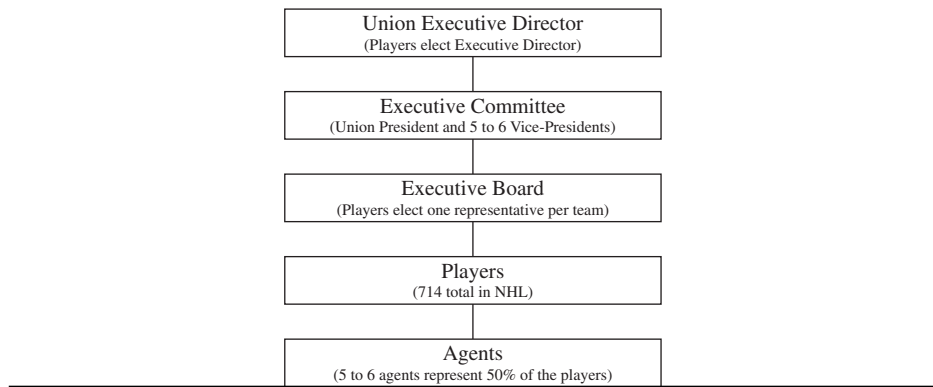 Union Executive Director
(Players elect Executive Director)
Executive Committee
(Union President and 5 to 6 Vice-Presidents)
Executive Board
(Players elect one representative per team)
Players
(714 total in NHL)
Agents
(5 to 6 agents represent 50% of the players)